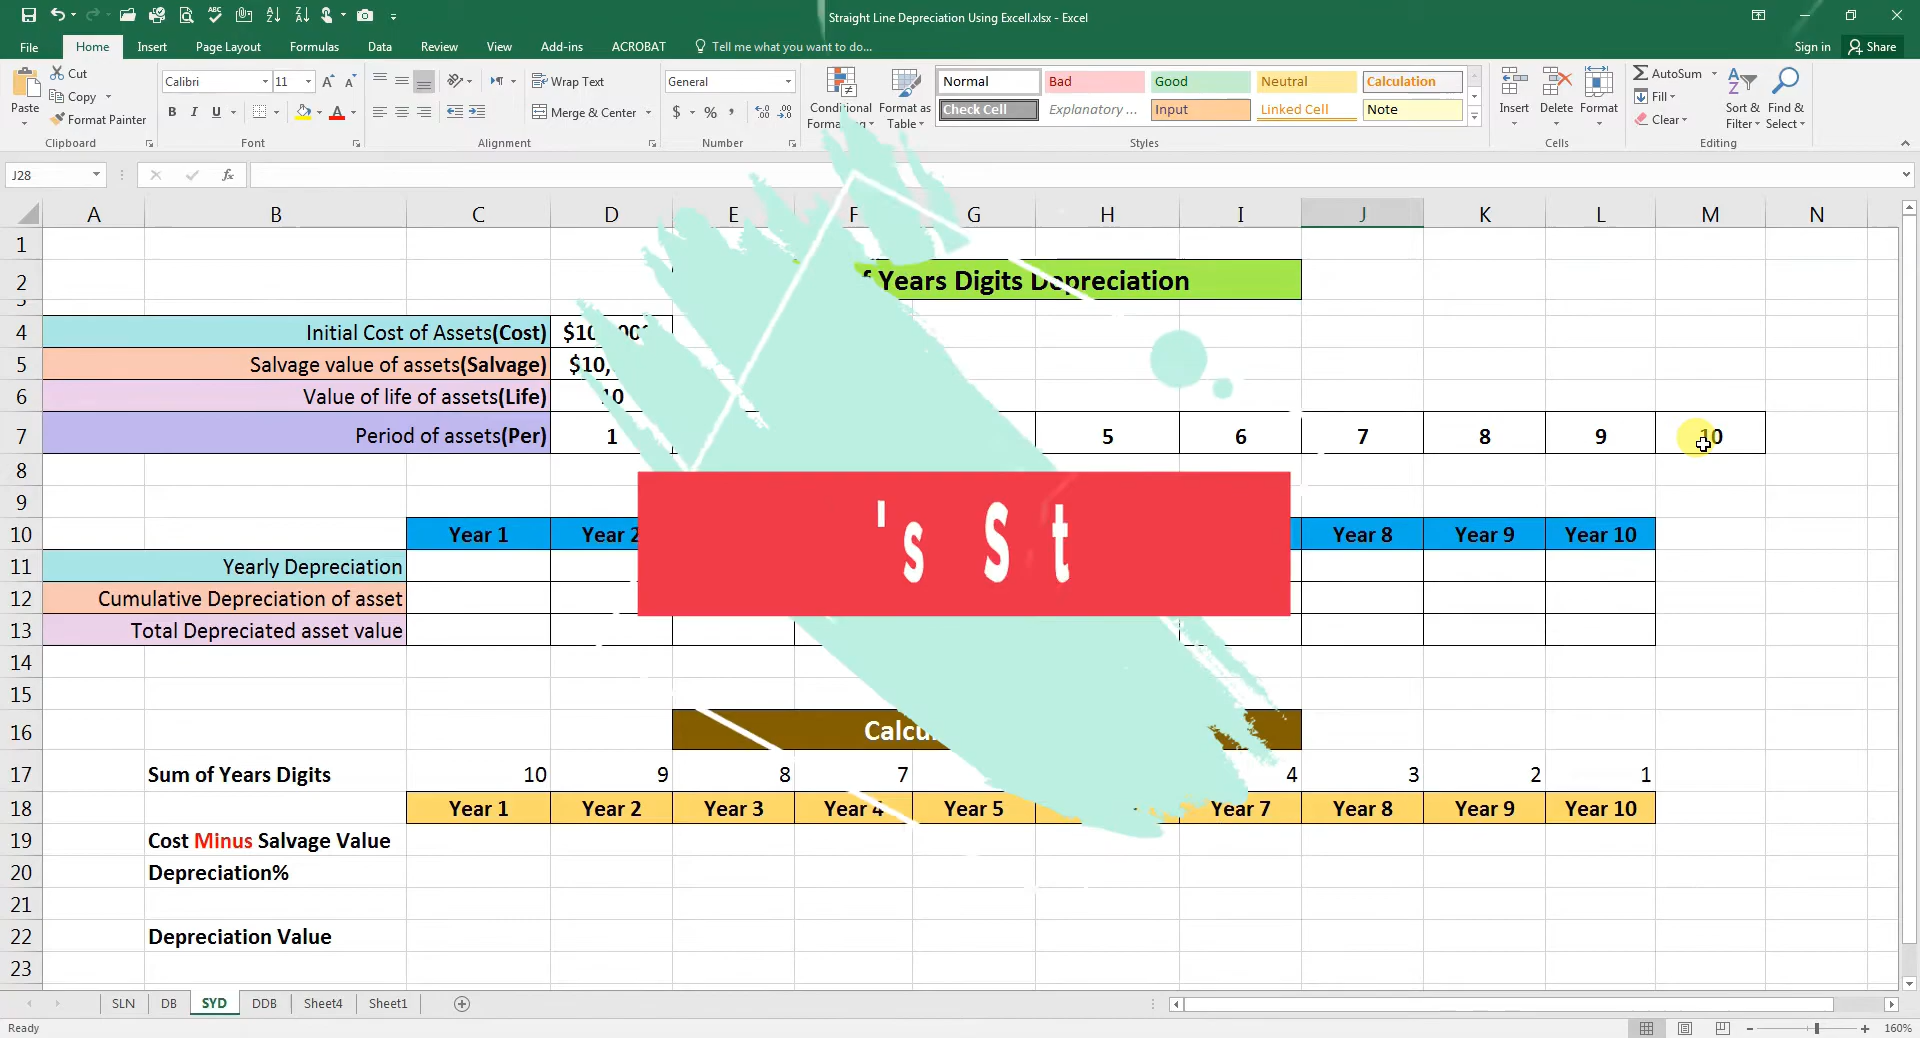 Straight Line Depreciation Using Excell.xlsx - Excel
File Home Insert Page Layout Formulas Data Review View Add-ins ACROBAT Tell me what you want to do... Sign in Share
Paste Cut Copy Format Painter Clipboard
Calibri 11 B I U Font
Wrap Text Merge & Center Alignment
General $ % Number
Conditional Format as Table
Normal Bad Good Neutral Calculation
Check Cell Explanatory ... Input Linked Cell Note
Styles
Insert Delete Format Cells
AutoSum Fill Clear Sort & Filter Find & Select Editing
J28 fx
A B C D E F G H I J K L M N
1
2 Years Digits Depreciation
4 Initial Cost of Assets(Cost)
5 Salvage value of assets(Salvage) $10,
6 Value of life of assets(Life)
7 Period of assets(Per) 1 5 6 7 8 9 10
8
9
's S t
10 Year 1 Year 2 Year 8 Year 9 Year 10
11 Yearly Depreciation
12 Cumulative Depreciation of asset
13 Total Depreciated asset value
14
15
16
17 Sum of Years Digits 10 9 8 7 4 3 2 1
18 Year 1 Year 2 Year 3 Year 4 Year 5 Year 7 Year 8 Year 9 Year 10
19 Cost Minus Salvage Value
20 Depreciation%
21
22 Depreciation Value
23
SLN DB SYD DDB Sheet4 Sheet1
Ready 160%